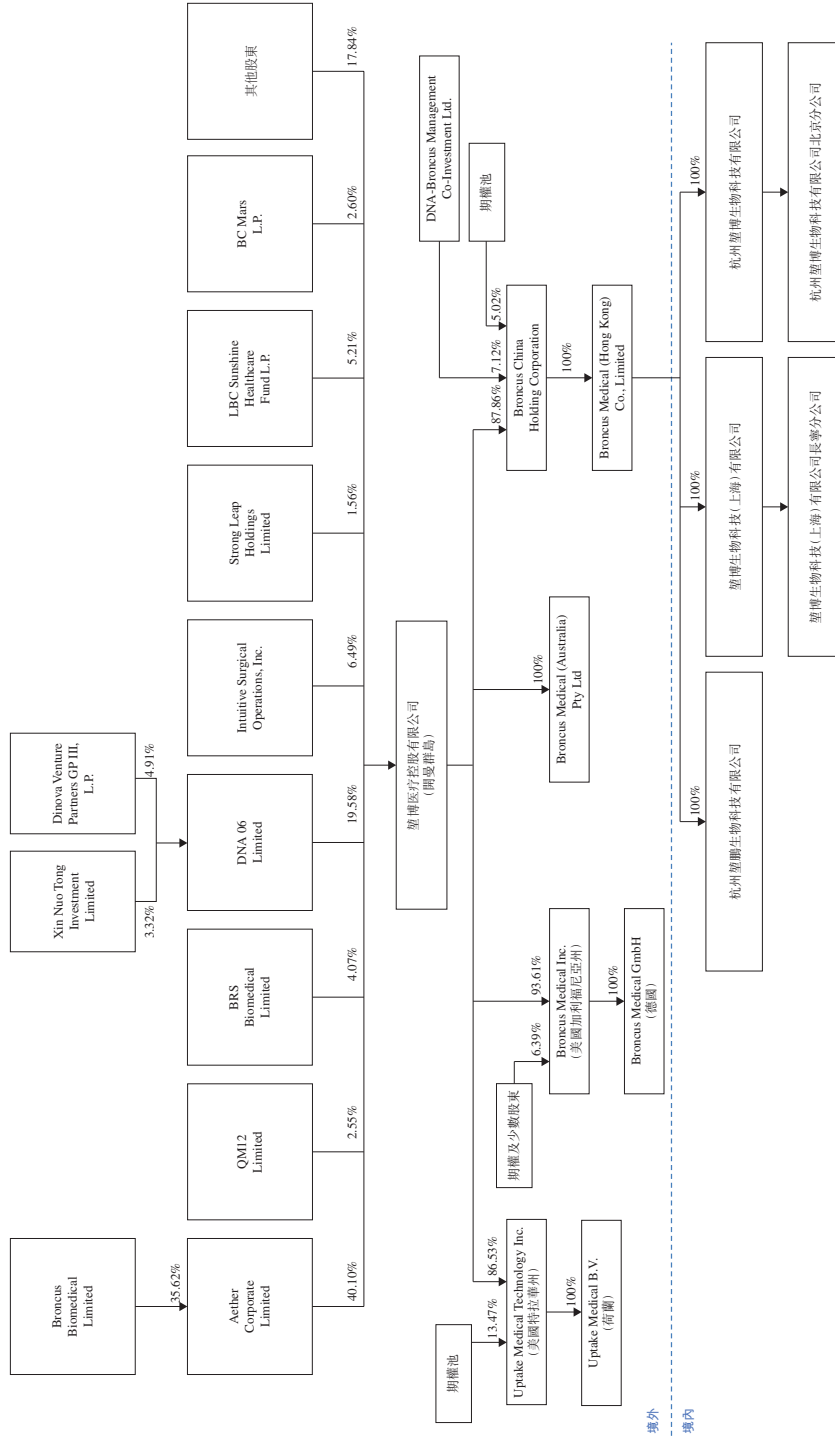 Broncus
Biomedical
Limited
35.62%
Xin Nuo Tong
Investment
Limited
3.32%
Dinova Venture
Partners GP III,
L.P.
4.91%
Aether
Corporate
Limited
40.10%
QM12
Limited
2.55%
BRS
Biomedical
Limited
4.07%
DNA 06
Limited
19.58%
Intuitive Surgical
Operations, Inc.
6.49%
Strong Leap
Holdings
Limited
1.56%
LBC Sunshine
Healthcare
Fund L.P.
5.21%
BC Mars
L.P.
2.60%
其他股東
17.84%
堃博医疗控股有限公司
(開曼群島)
期權池
13.47%
86.53%
Uptake Medical Technology Inc.
(美國特拉華州)
100%
Uptake Medical B.V.
(荷蘭)
期權及少數股東
6.39%
93.61%
Broncus Medical Inc.
(美國加利福尼亞州)
100%
Broncus Medical GmbH
(德國)
100%
Broncus Medical (Australia)
Pty Ltd
DNA-Broncus Management
Co-Investment Ltd.
期權池
87.86%
7.12%
5.02%
Broncus China
Holding Corporation
100%
Broncus Medical (Hong Kong)
Co., Limited
境外
境內
100%
杭州堃鵬生物科技有限公司
100%
堃博生物科技(上海)有限公司
堃博生物科技(上海)有限公司長寧分公司
100%
杭州堃博生物科技有限公司
杭州堃博生物科技有限公司北京分公司